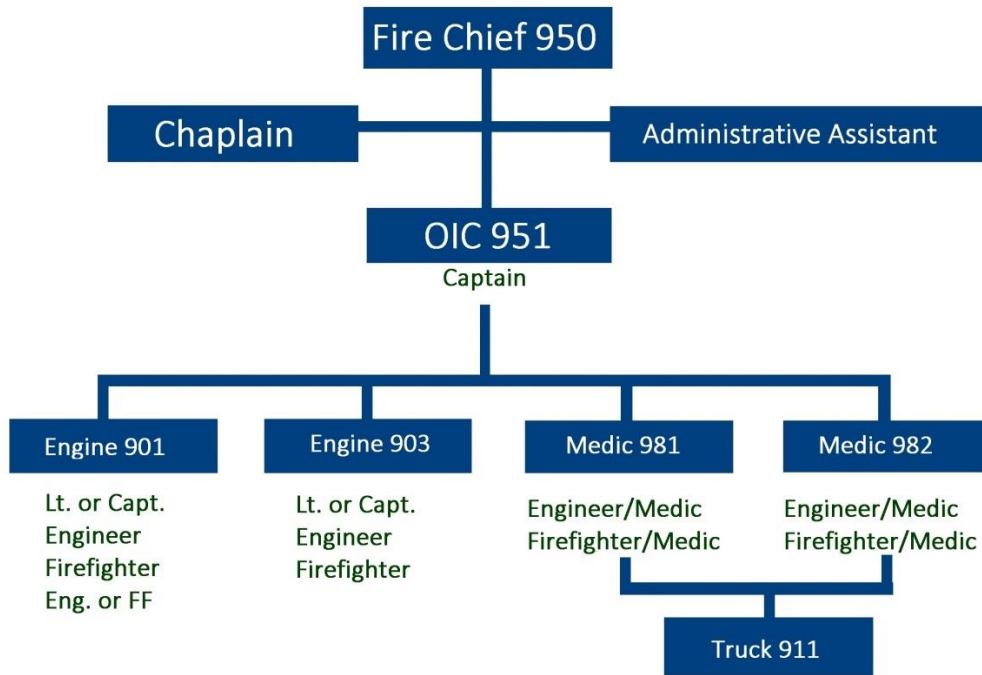 Fire Chief 950
Chaplain
Administrative Assistant
OIC 951
Captain
Engine 901
Lt. or Capt.
Engineer
Firefighter
Eng. or FF
Engine 903
Lt. or Capt.
Engineer
Firefighter
Medic 981
Engineer/Medic
Firefighter/Medic
Medic 982
Engineer/Medic
Firefighter/Medic
Truck 911